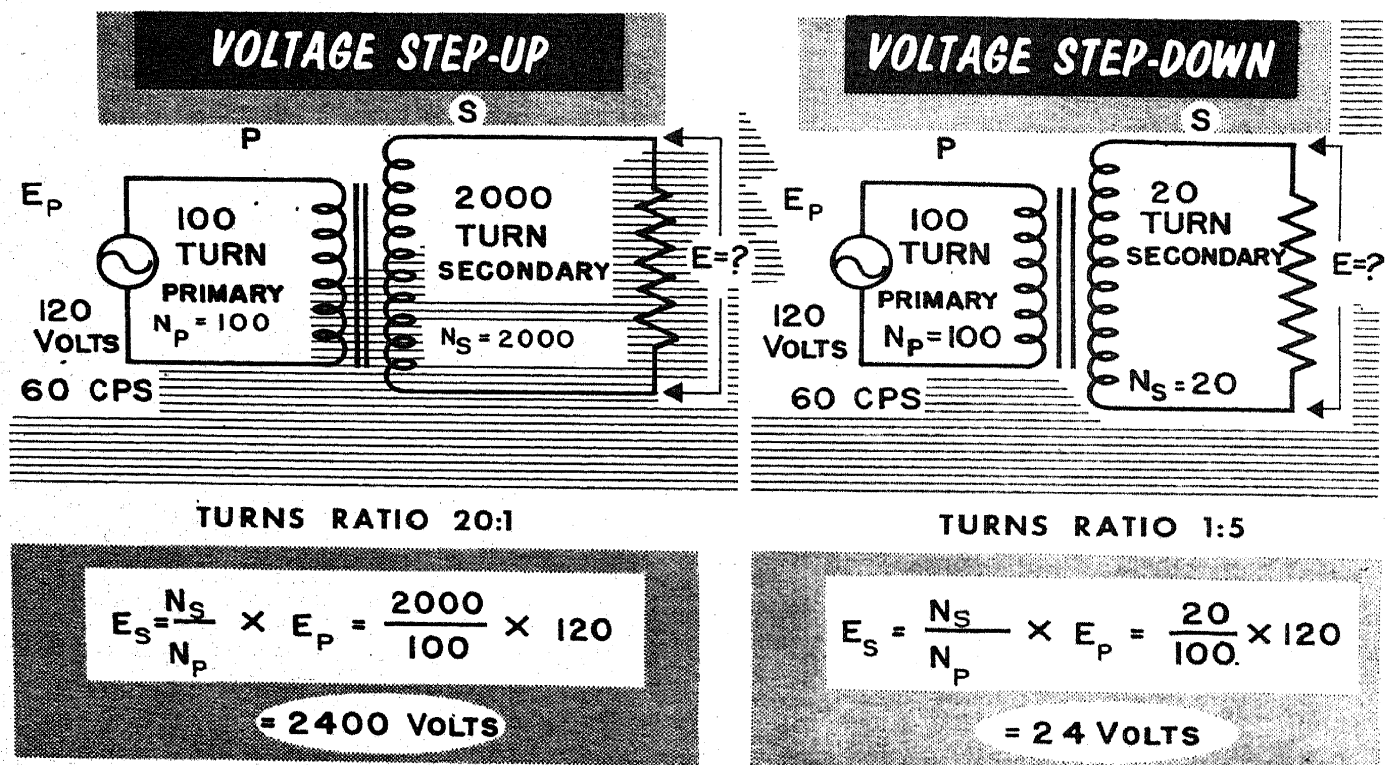 VOLTAGE STEP-UP
S
P
E_P
100
TURN
PRIMARY
N_P = 100
2000
TURN
SECONDARY
N_S = 2000
E=?
120
VOLTS
60 CPS
TURNS RATIO 20:1
E_S = N_S / N_P × E_P = 2000 / 100 × 120
= 2400 VOLTS
VOLTAGE STEP-DOWN
S
P
E_P
100
TURN
PRIMARY
N_P = 100
20
TURN
SECONDARY
N_S = 20
E=?
120
VOLTS
60 CPS
TURNS RATIO 1:5
E_S = N_S / N_P × E_P = 20 / 100. × 120
= 24 VOLTS